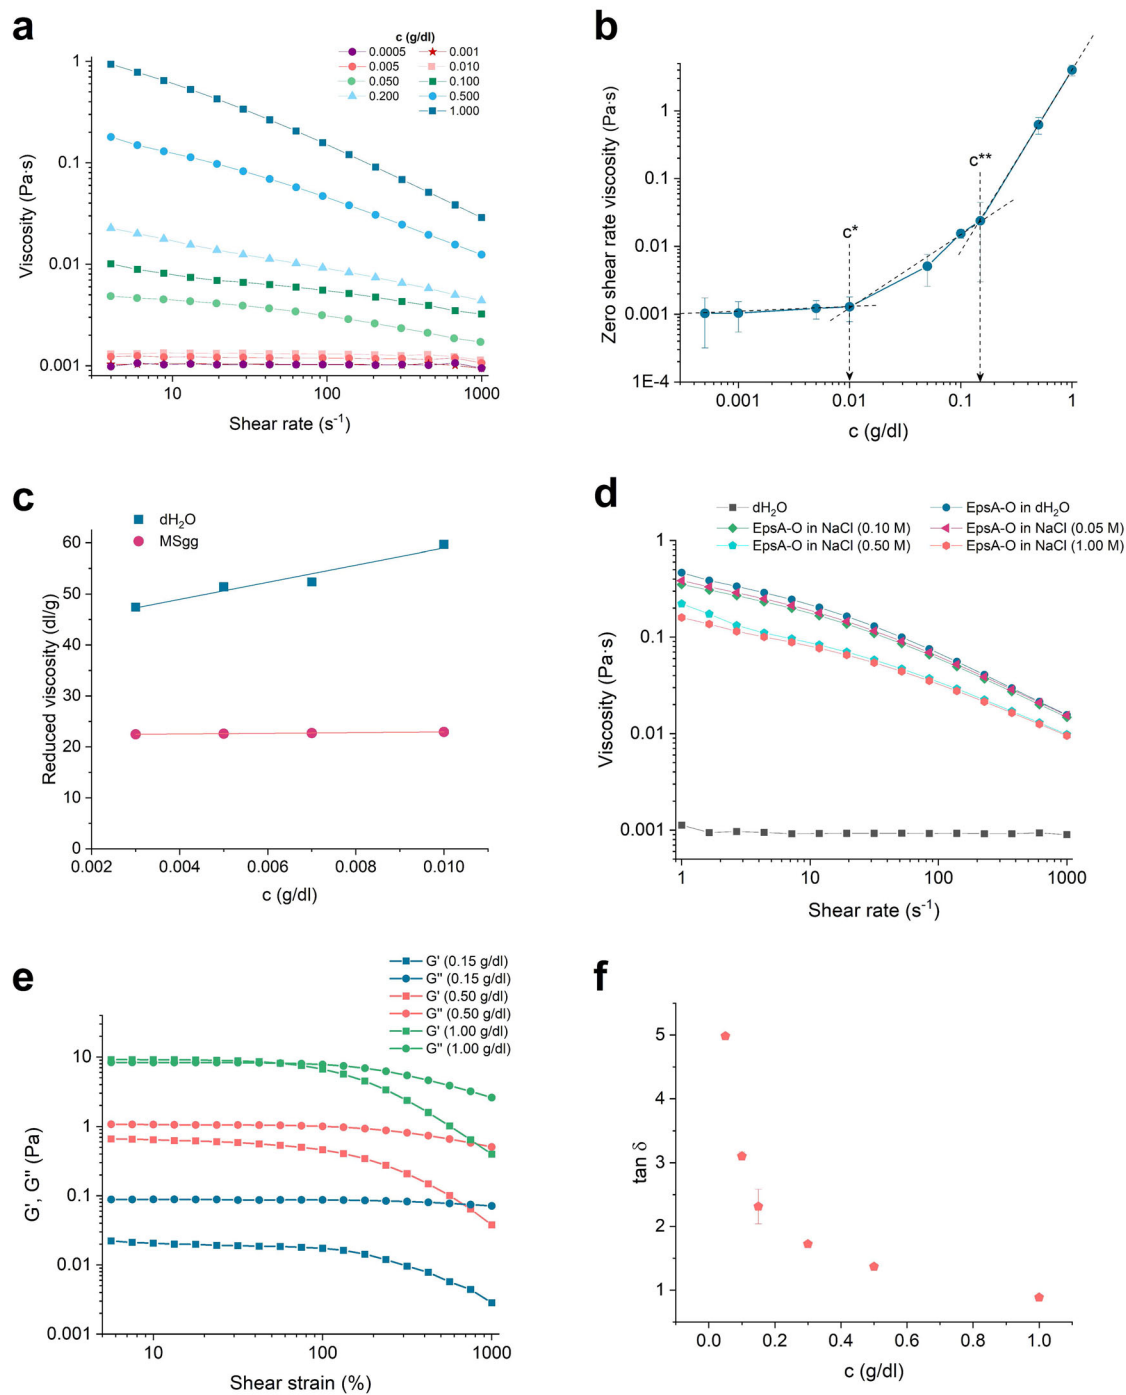 a
c (g/dl)
0.0005 0.001
0.005 0.010
0.050 0.100
0.200 0.500
1.000
1
0.1
0.01
0.001
Viscosity (Pa·s)
10 100 1000
Shear rate (s⁻¹)
b
c*
c**
1
0.1
0.01
0.001
1E-4
Zero shear rate viscosity (Pa·s)
0.001 0.01 0.1 1
c (g/dl)
c
dH₂O
MSgg
60
50
40
30
20
10
0
Reduced viscosity (dl/g)
0.002 0.004 0.006 0.008 0.010
c (g/dl)
d
dH₂O EpsA-O in dH₂O
EpsA-O in NaCl (0.10 M) EpsA-O in NaCl (0.05 M)
EpsA-O in NaCl (0.50 M) EpsA-O in NaCl (1.00 M)
1
0.1
0.01
0.001
Viscosity (Pa·s)
1 10 100 1000
Shear rate (s⁻¹)
e
G' (0.15 g/dl)
G'' (0.15 g/dl)
G' (0.50 g/dl)
G'' (0.50 g/dl)
G' (1.00 g/dl)
G'' (1.00 g/dl)
10
1
0.1
0.01
0.001
G', G'' (Pa)
10 100 1000
Shear strain (%)
f
5
4
3
2
1
tan δ
0.0 0.2 0.4 0.6 0.8 1.0
c (g/dl)